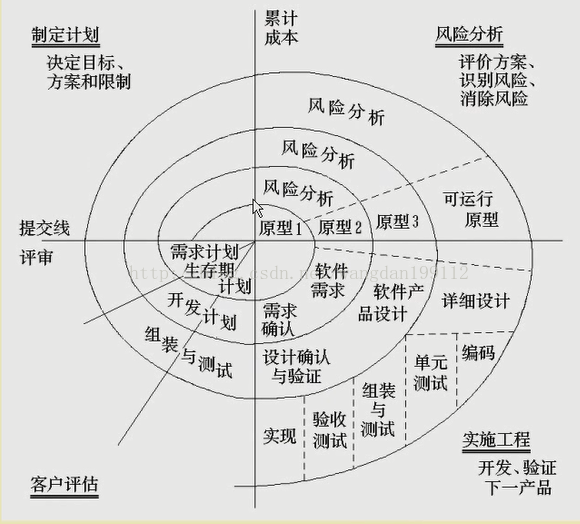 制定计划
决定目标、
方案和限制
累计
成本
风险分析
评价方案、
识别风险、
消除风险
风险分析
风险分析
风险分析
可运行
原型
原型1
原型2
原型3
提交线
评审
需求计划
生存期
计划
开发计划
组装与测试
软件
需求
需求
确认
软件产
品设计
详细设计
设计确认
与验证
实现
验收
测试
组装
与
测试
单元
测试
编码
客户评估
实施工程
开发、验证
下一产品